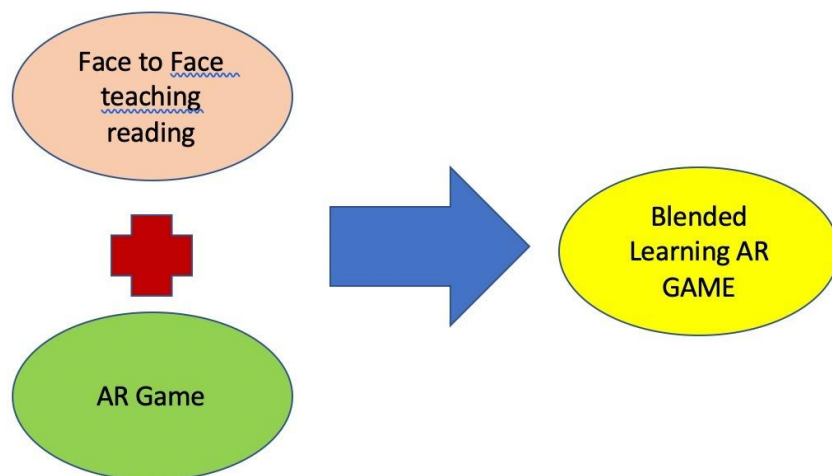 Face to Face
teaching
reading
AR Game
Blended
Learning AR
GAME